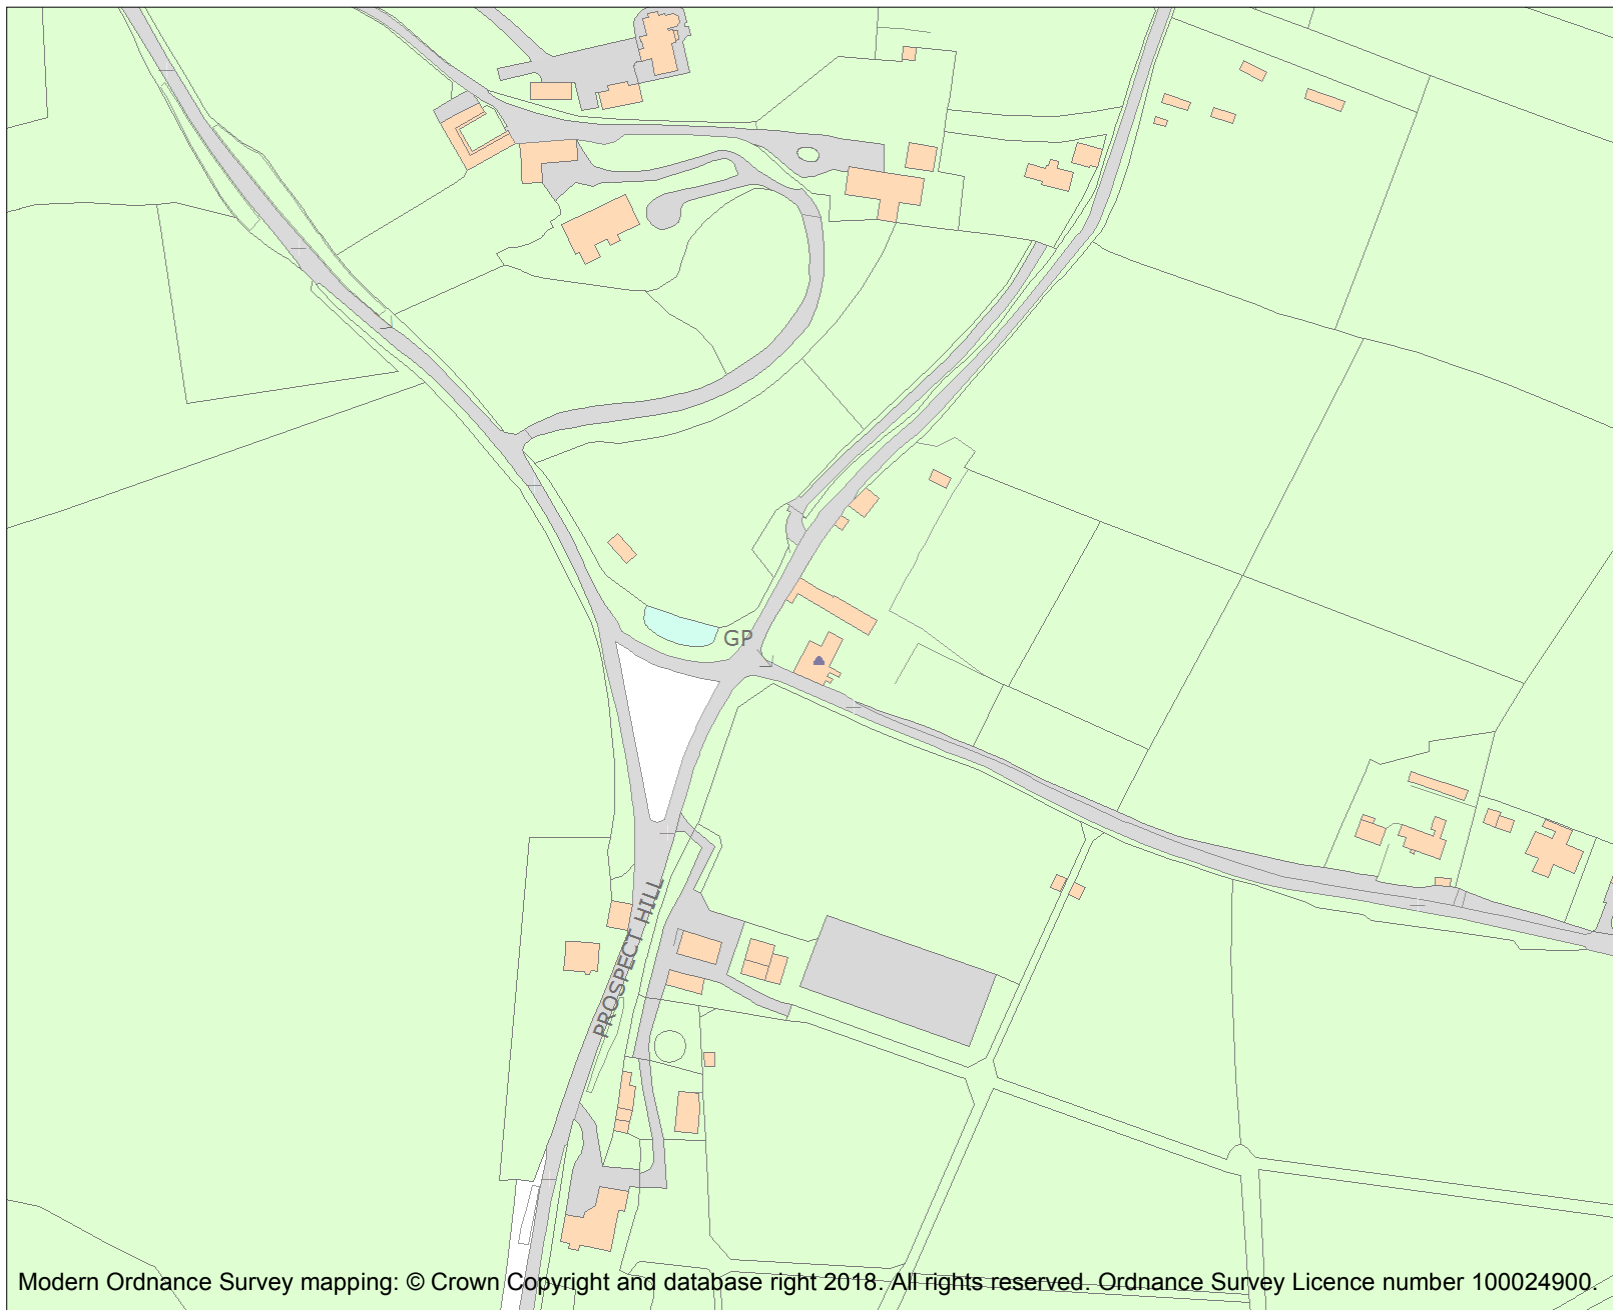 GP
PROSPECT HILL
Modern Ordnance Survey mapping: © Crown Copyright and database right 2018. All rights reserved. Ordnance Survey Licence number 100024900.